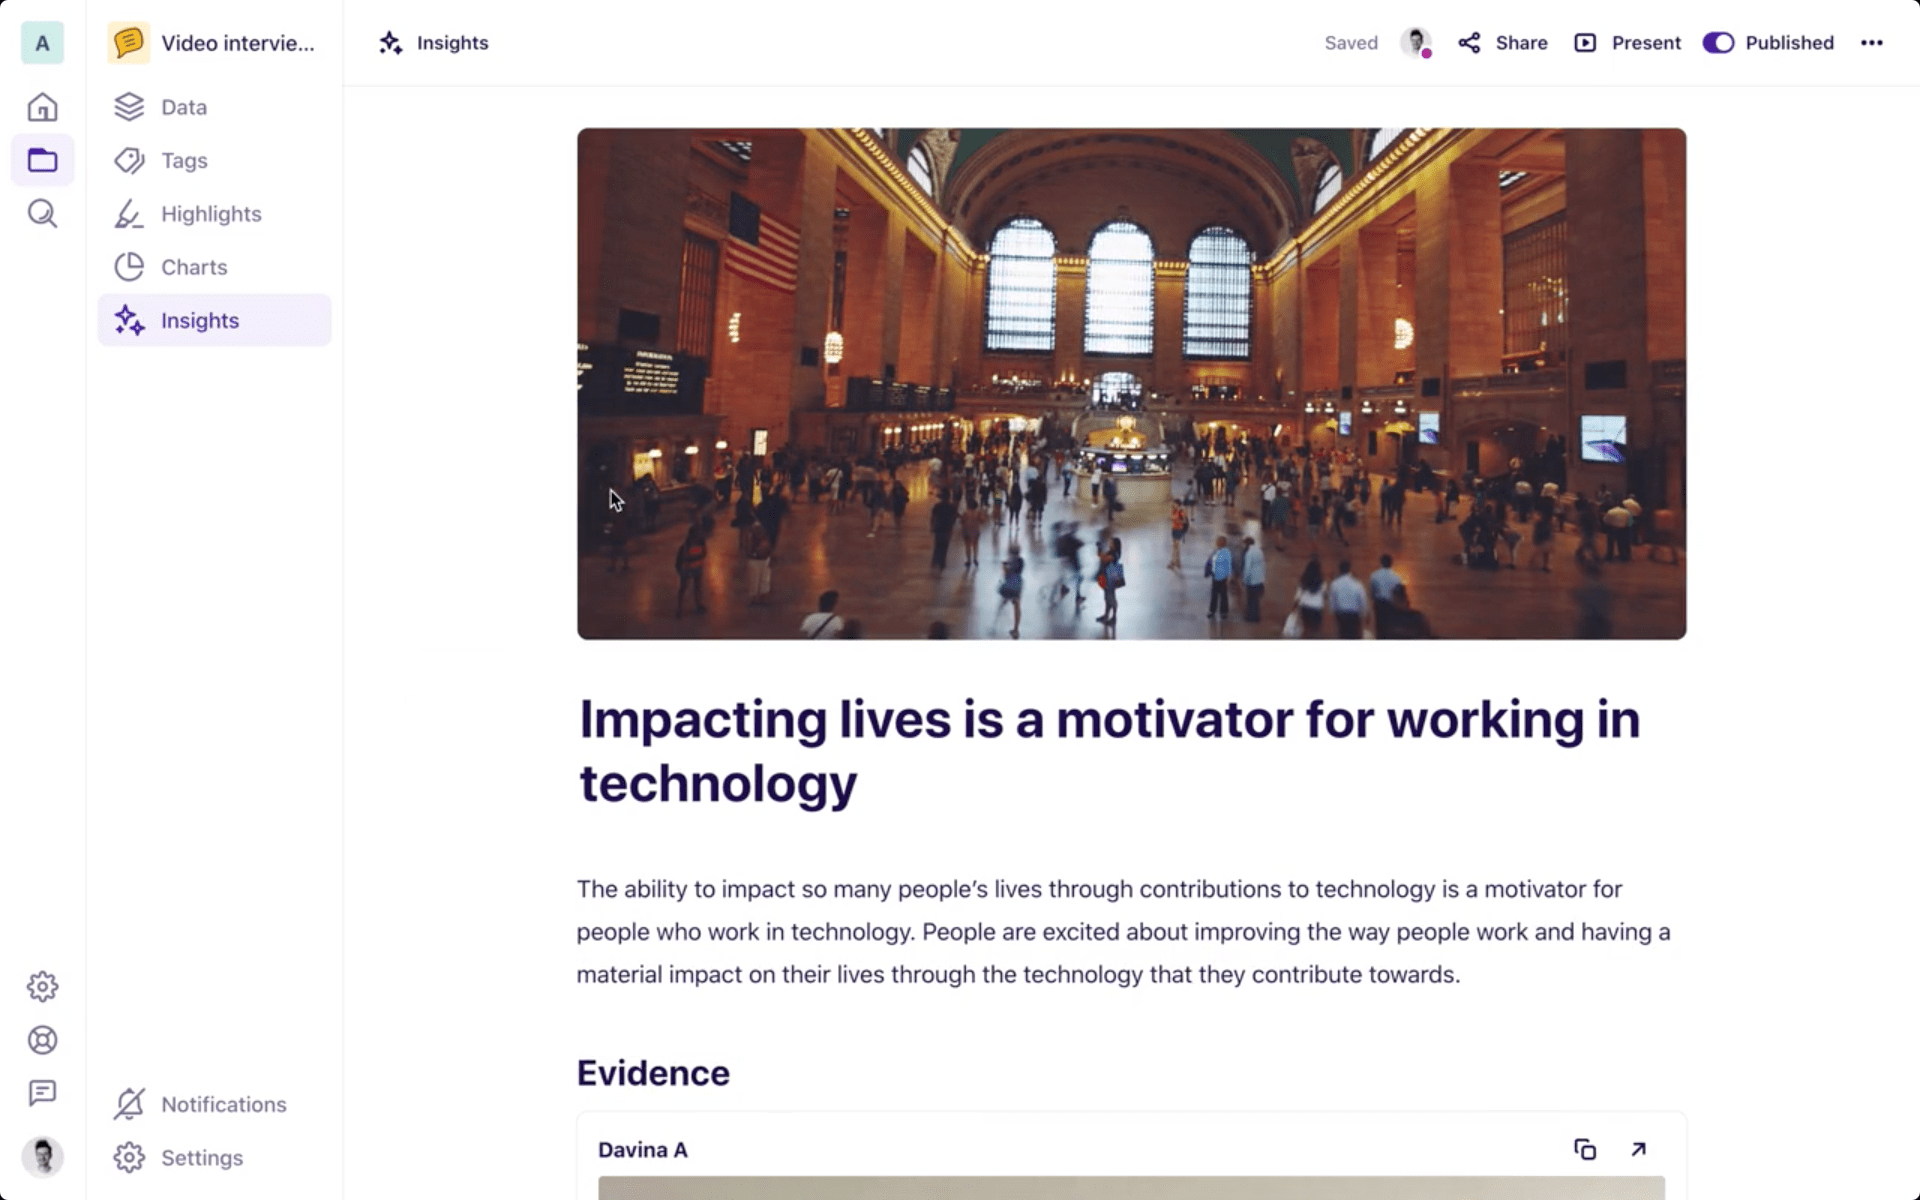 A
Video intervie...
Data
Tags
Highlights
Charts
Insights
Notifications
Settings
Insights
Saved
Share
Present
Published
Impacting lives is a motivator for working in
technology
The ability to impact so many people’s lives through contributions to technology is a motivator for
people who work in technology. People are excited about improving the way people work and having a
material impact on their lives through the technology that they contribute towards.
Evidence
Davina A